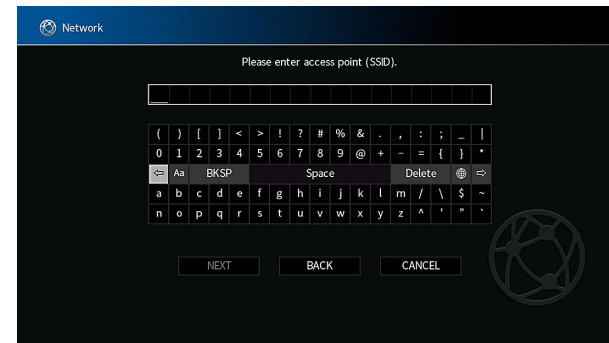 Network
Please enter access point (SSID).
( ) [ ] < > ! ? # % & . , : ; _ |
0 1 2 3 4 5 6 7 8 9 @ + - = { } *
⇦ Aa BKSP Space Delete ⇨
a b c d e f g h i j k l m / \ $ ~
n o p q r s t u v w x y z ^ ' " `
NEXT BACK CANCEL